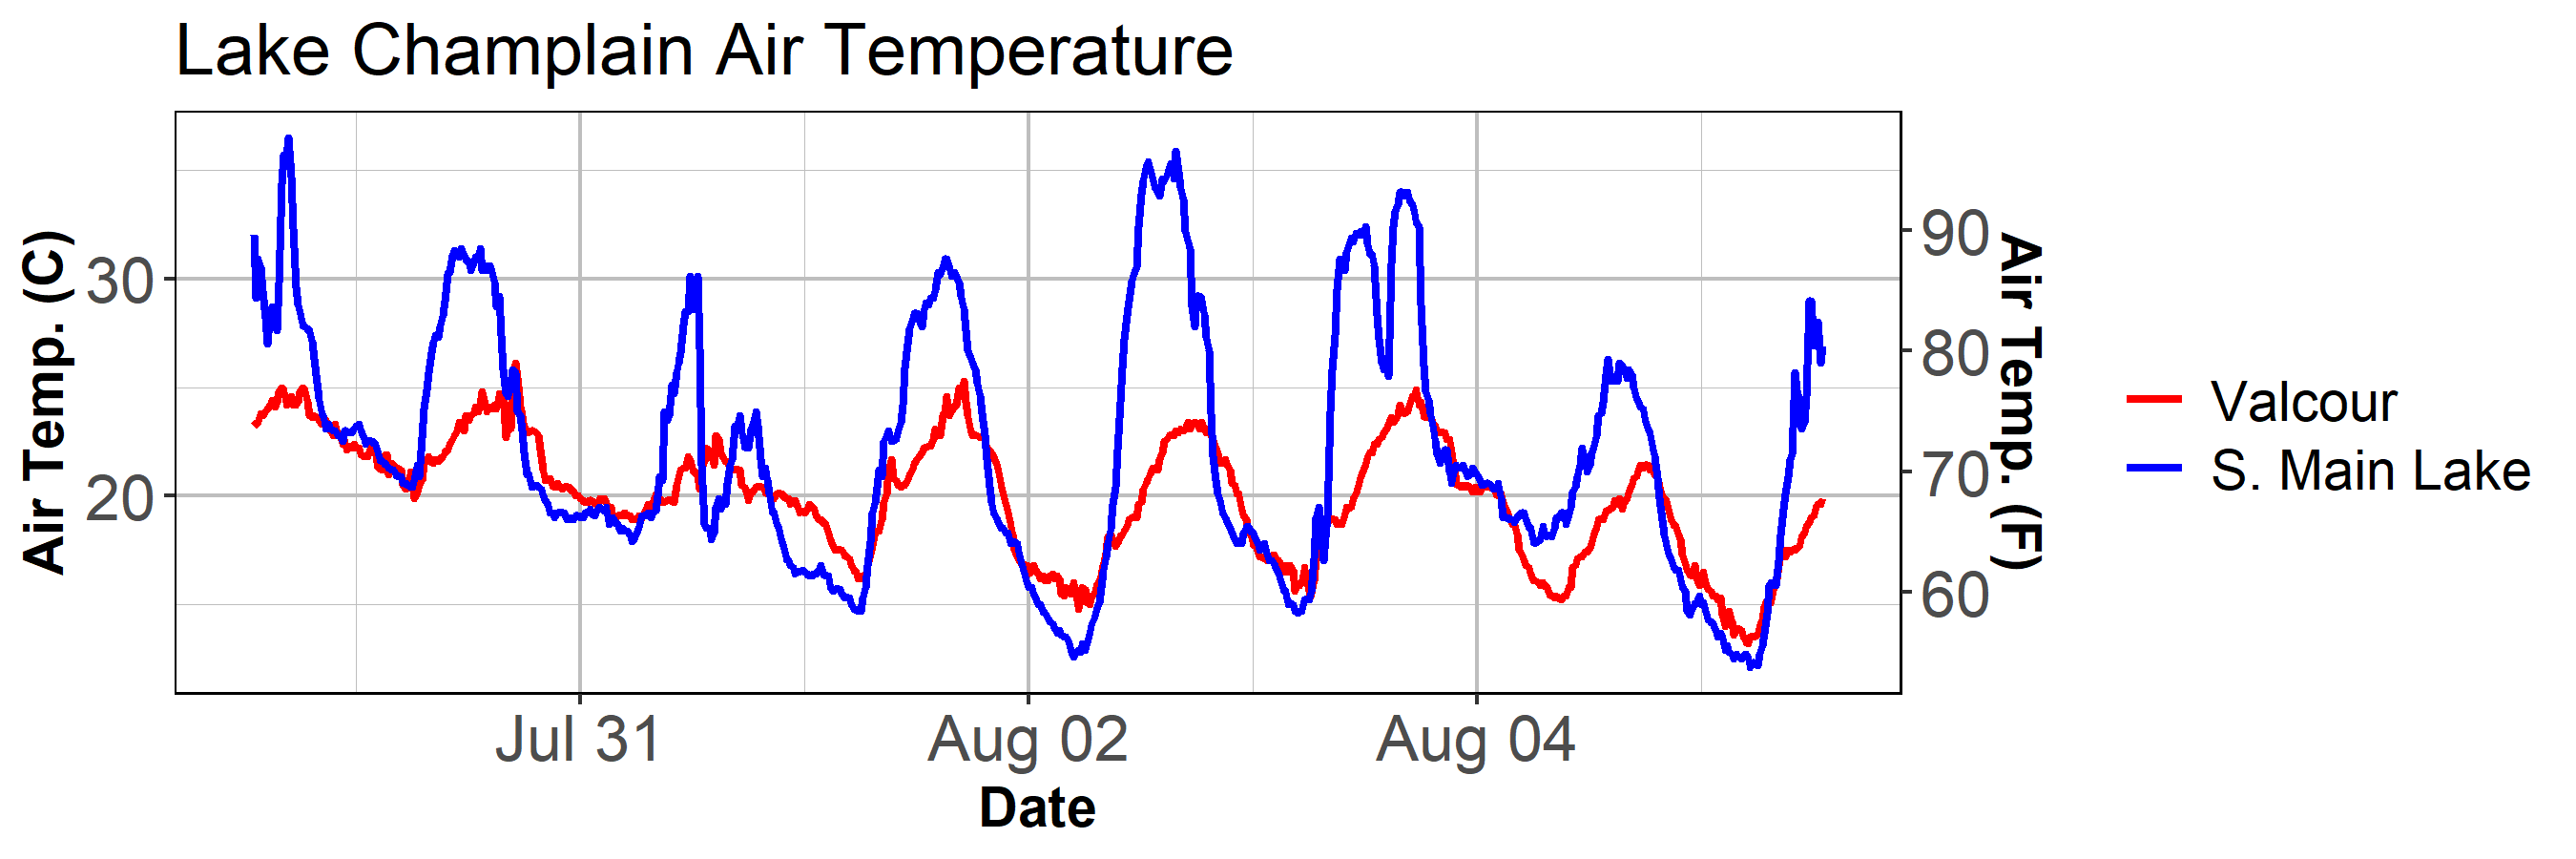 Lake Champlain Air Temperature
Air Temp. (C)
30
20
90
80
70
60
Air Temp. (F)
Jul 31
Aug 02
Aug 04
Date
Valcour
S. Main Lake